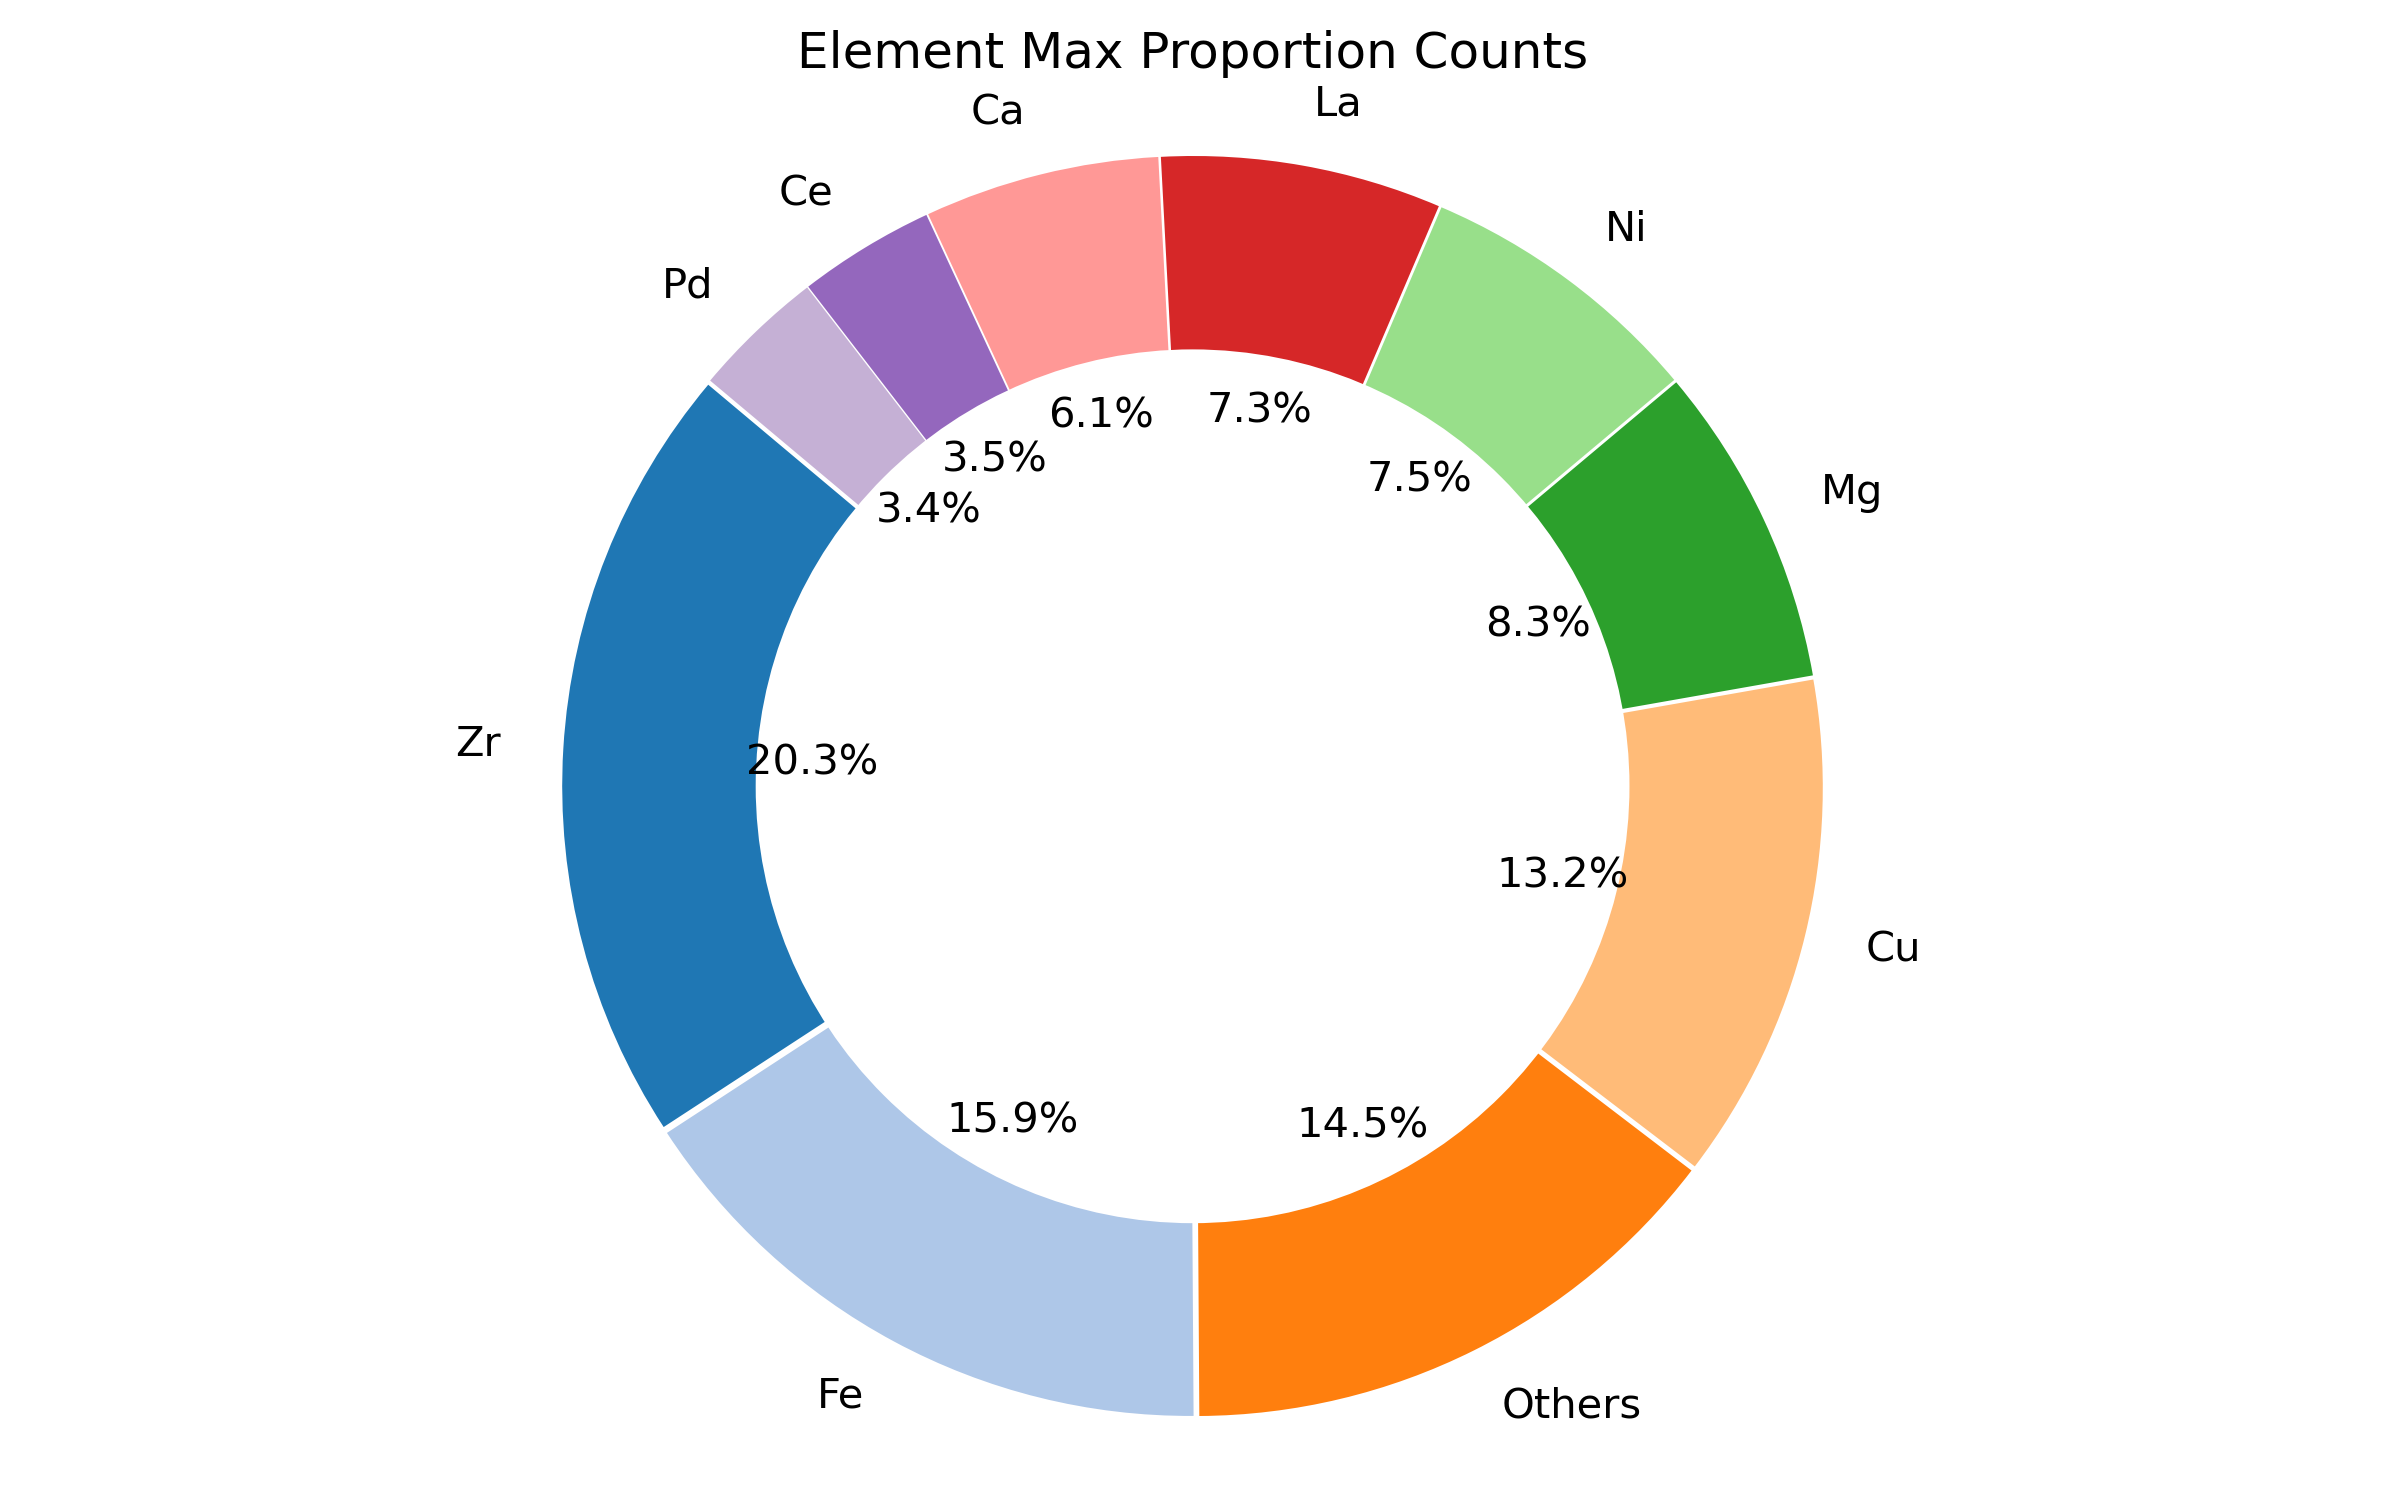 Element Max Proportion Counts
La
Ca
Ce
Ni
Pd
7.3%
6.1%
3.5%
7.5%
Mg
3.4%
8.3%
Zr
20.3%
13.2%
Cu
15.9%
14.5%
Fe
Others